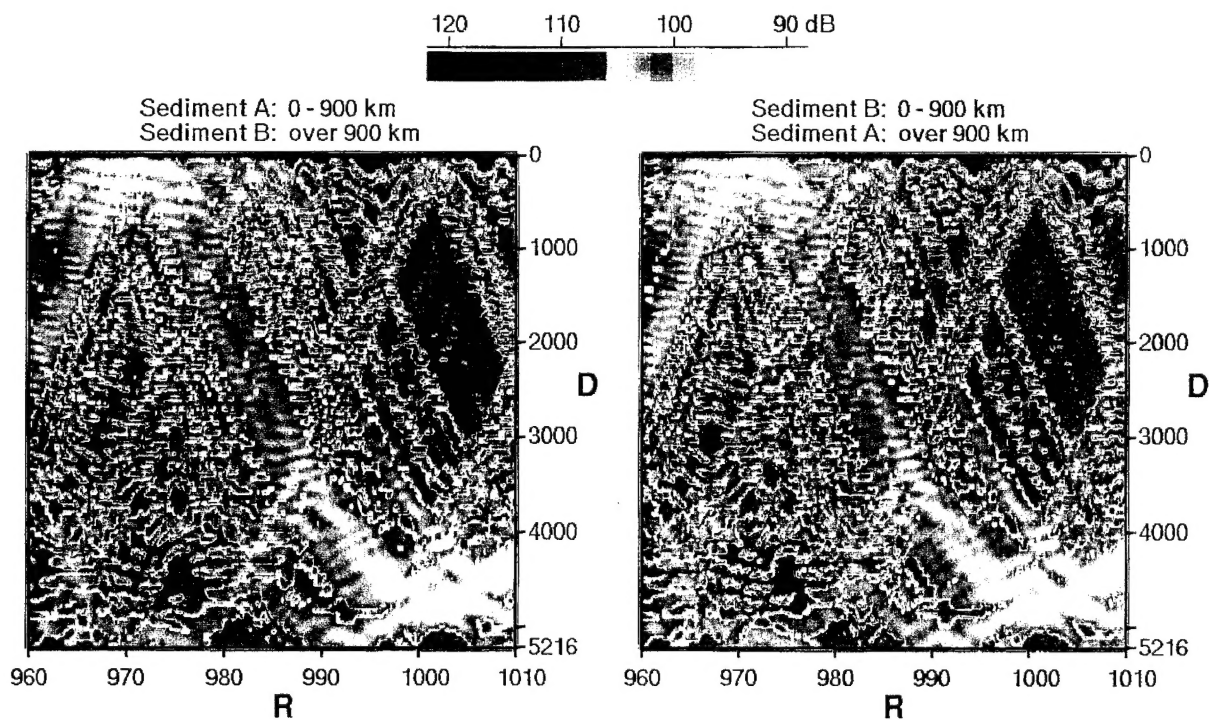 120 110 100 90 dB
Sediment A: 0 - 900 km
Sediment B: over 900 km
0
1000
2000
D
3000
4000
5216
960 970 980 990 1000 1010
R
Sediment B: 0 - 900 km
Sediment A: over 900 km
0
1000
2000
D
3000
4000
5216
960 970 980 990 1000 1010
R